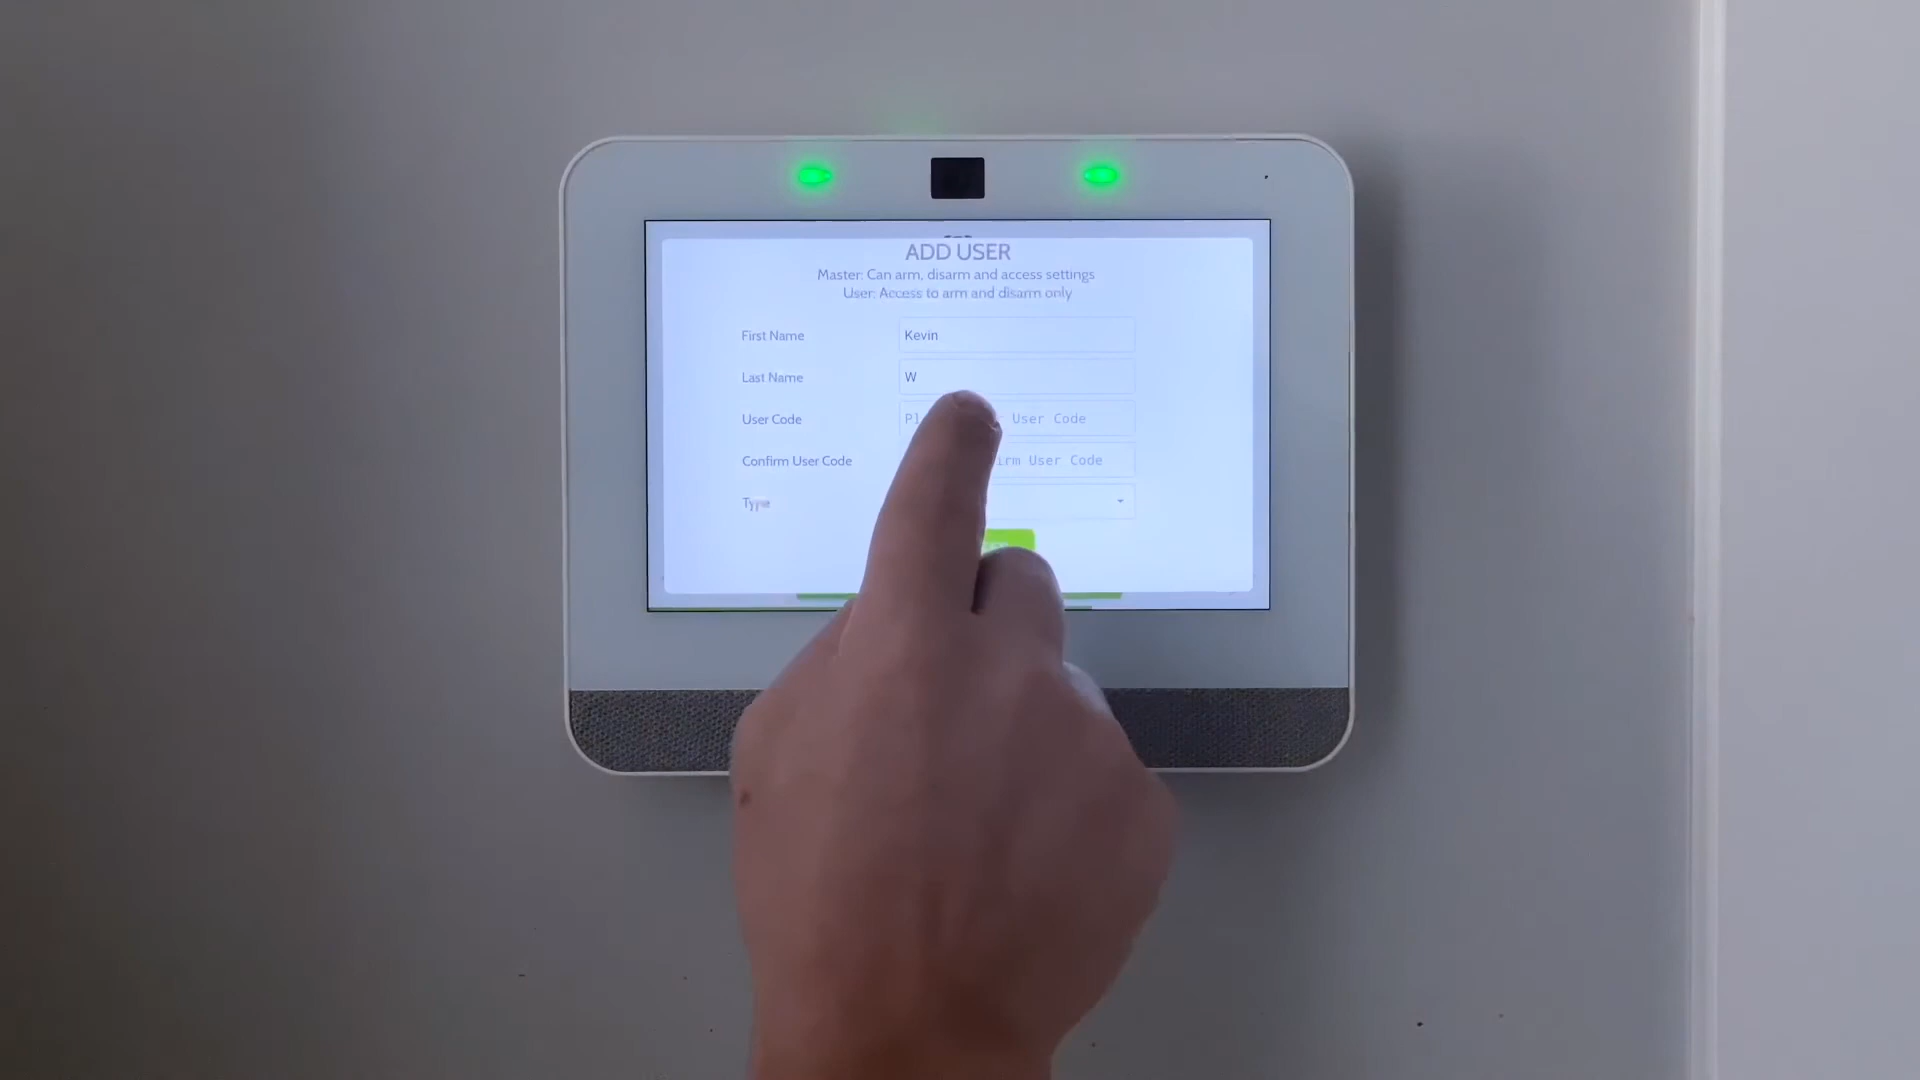 ADD USER
Master: Can arm, disarm and access settings
User: Access to arm and disarm only
First Name Kevin
Last Name W
User Code User Code
Confirm User Code User Code
Type